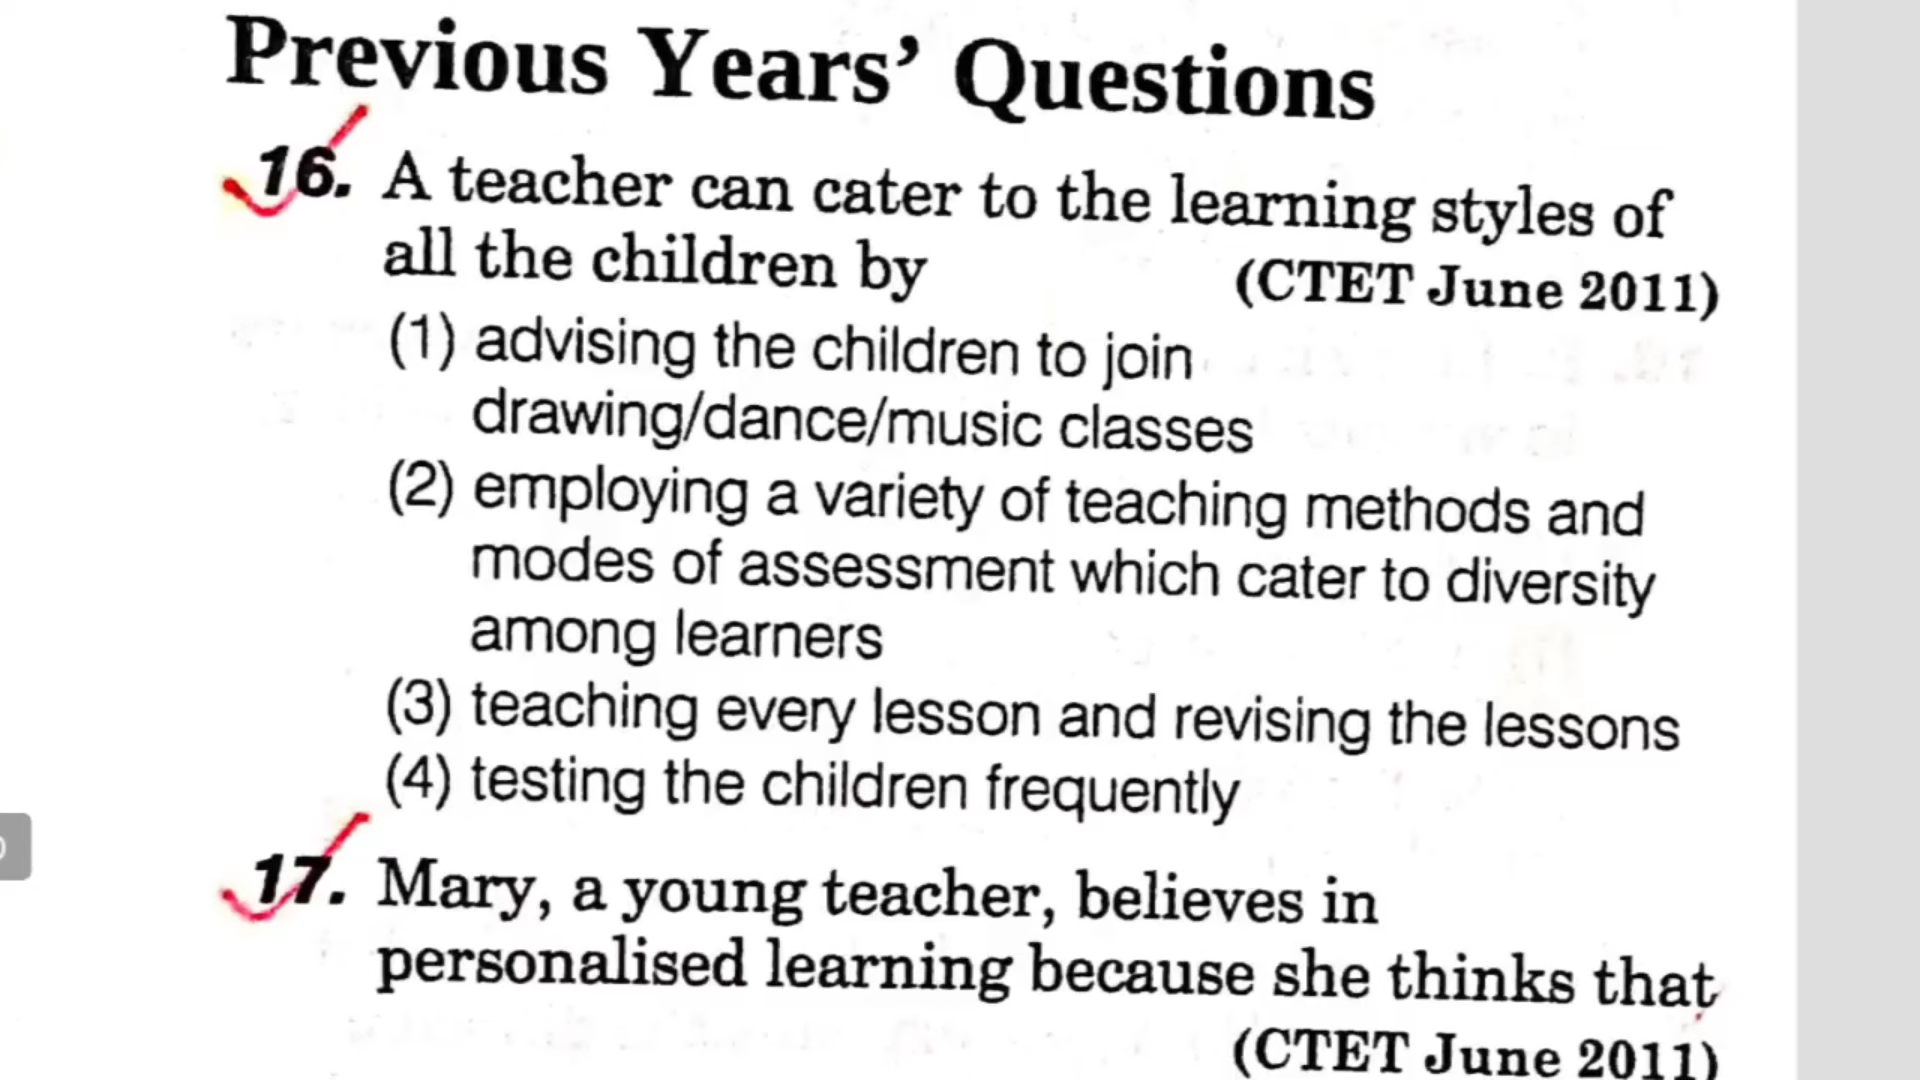 Previous Years' Questions
16. A teacher can cater to the learning styles of
all the children by (CTET June 2011)
(1) advising the children to join
drawing/dance/music classes
(2) employing a variety of teaching methods and
modes of assessment which cater to diversity
among learners
(3) teaching every lesson and revising the lessons
(4) testing the children frequently
17. Mary, a young teacher, believes in
personalised learning because she thinks that
(CTET June 2011)